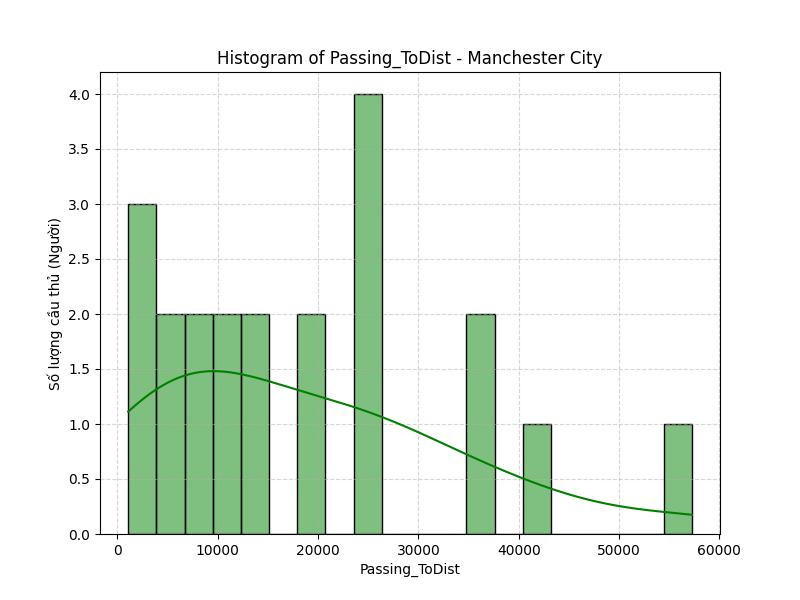 Histogram of Passing_ToDist - Manchester City
Số lượng cầu thủ (Người)
4.0
3.5
3.0
2.5
2.0
1.5
1.0
0.5
0.0
0 10000 20000 30000 40000 50000 60000
Passing_ToDist